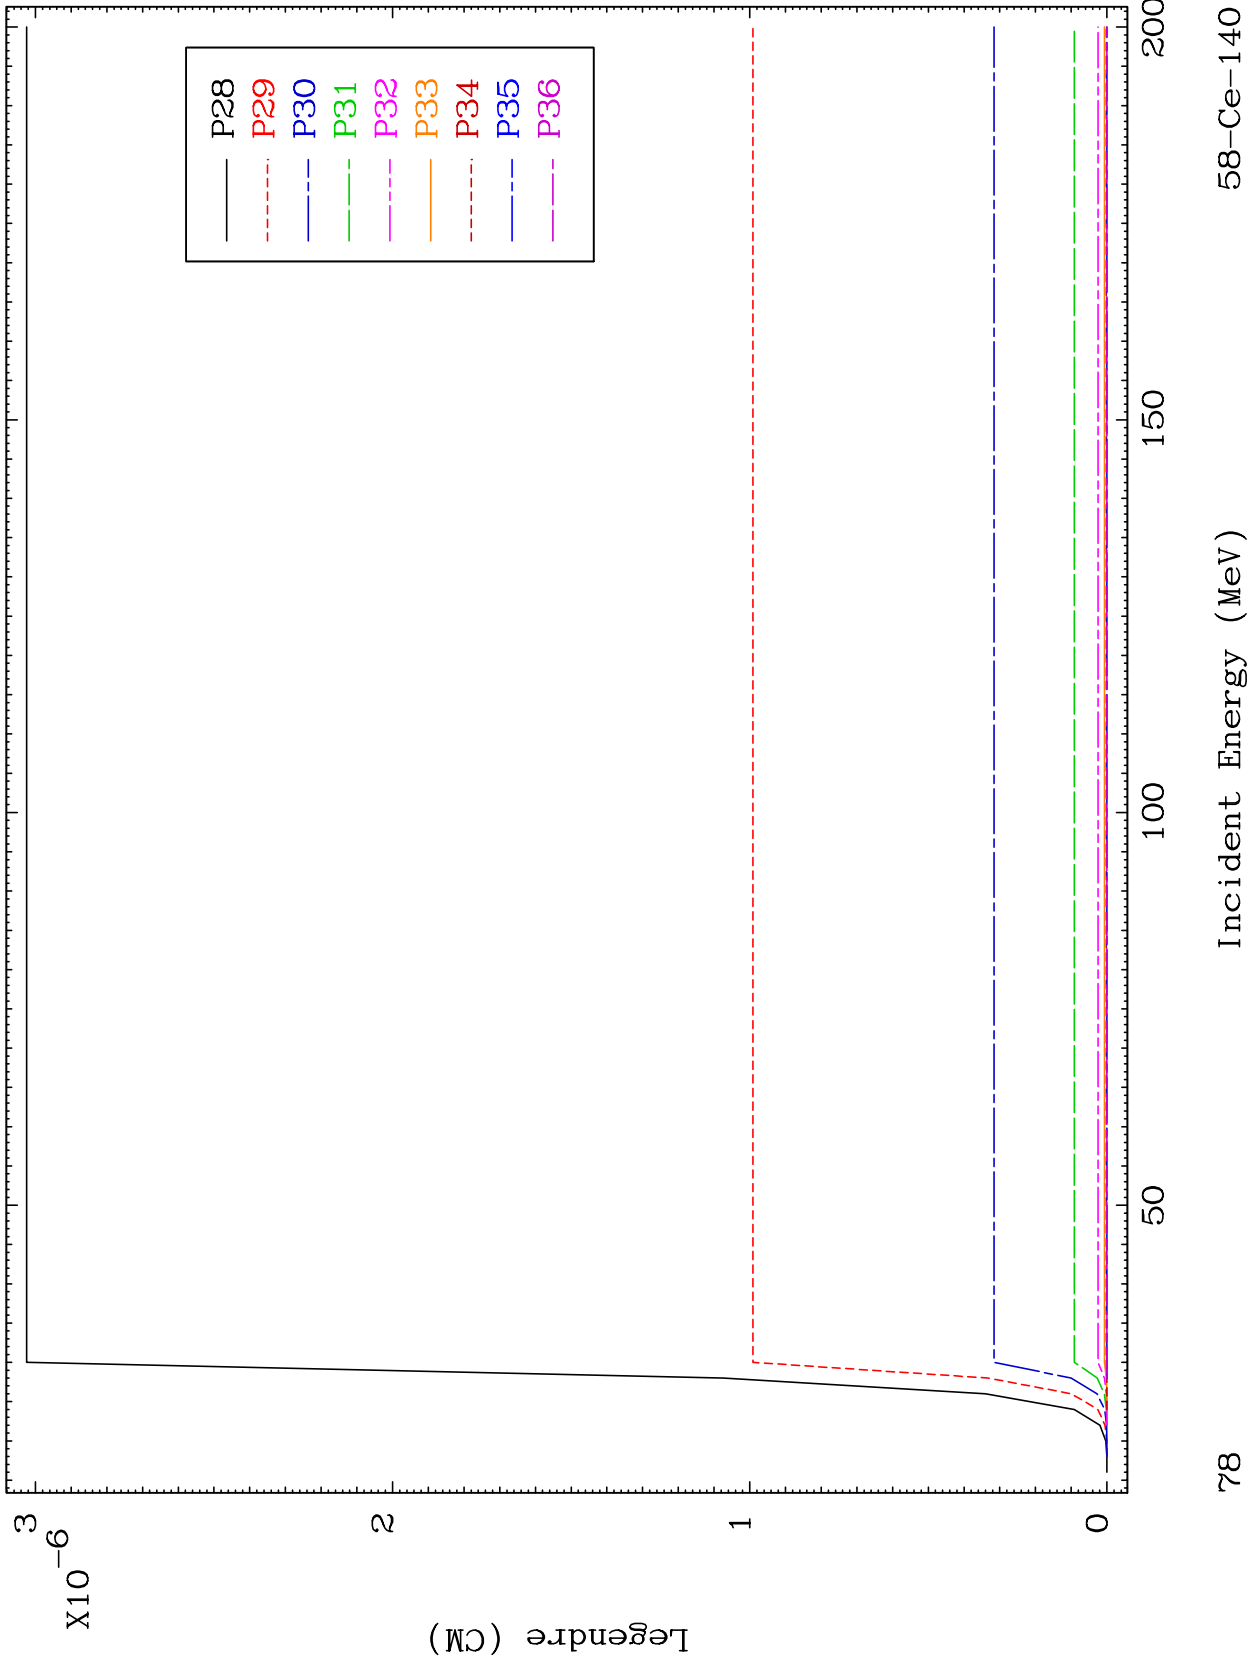 3
2
1
0
X10
-6
Legendre (CM)
P28
P29
P30
P31
P32
P33
P34
P35
P36
50
100
150
200
Incident Energy (MeV)
78
58-Ce-140